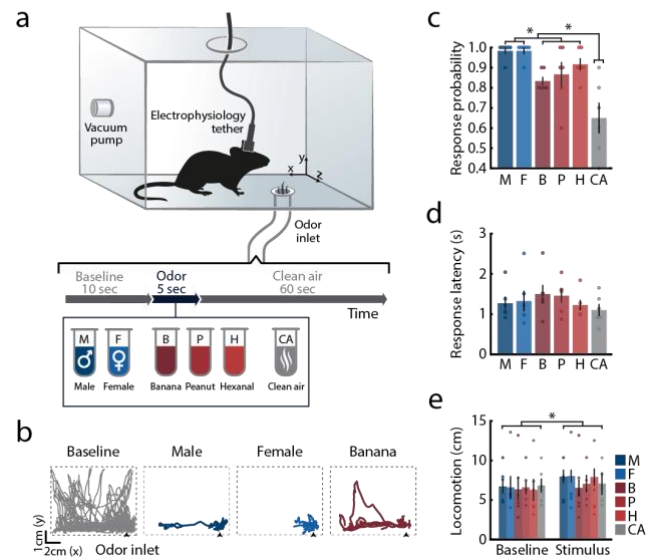 a
Vacuum
pump
Electrophysiology
tether
y
x
z
Odor
inlet
Baseline
10 sec
Odor
5 sec
Clean air
60 sec
Time
M F B P H CA
Male Female Banana Peanut Hexanal Clean air
b
Baseline Male Female Banana
1cm (y)
2cm (x) Odor inlet
c
* *
Response probability
1.0
0.9
0.8
0.7
0.6
0.5
0.4
M F B P H CA
d
Response latency (s)
3
2
1
0
M F B P H CA
e
*
Locomotion (cm)
15
10
5
0
Baseline Stimulus
M
F
B
P
H
CA